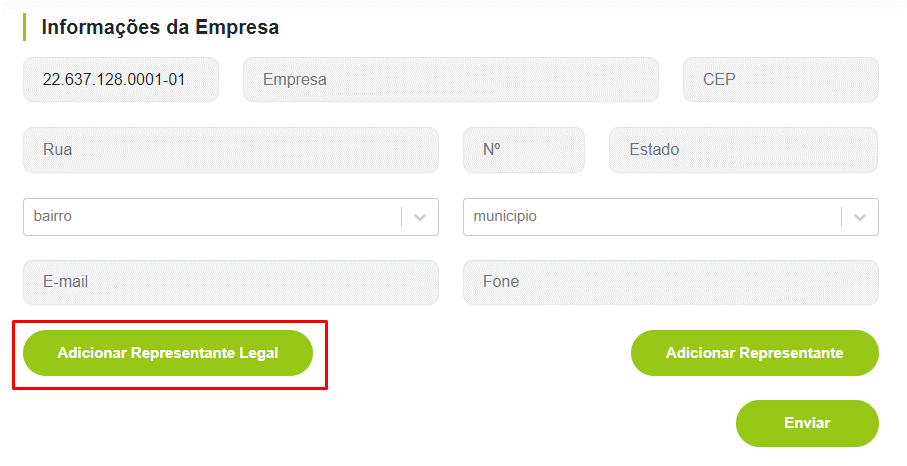 Informações da Empresa
22.637.128.0001-01
Empresa
CEP
Rua
Nº
Estado
bairro
municipio
E-mail
Fone
Adicionar Representante Legal
Adicionar Representante
Enviar